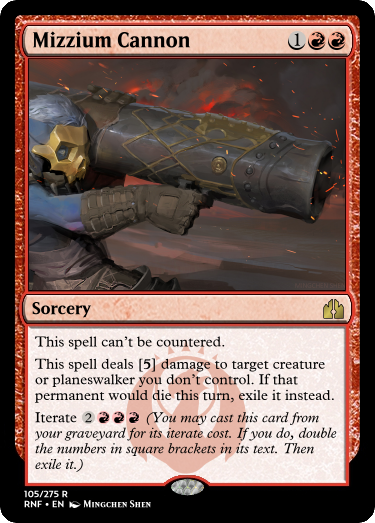 Mizzium Cannon 1
Sorcery
This spell can't be countered.
This spell deals [5] damage to target creature
or planeswalker you don't control. If that
permanent would die this turn, exile it instead.
Iterate 2 (You may cast this card from
your graveyard for its iterate cost. If you do, double
the numbers in square brackets in its text. Then
exile it.)
105/275 R
RNF • EN Mingchen Shen